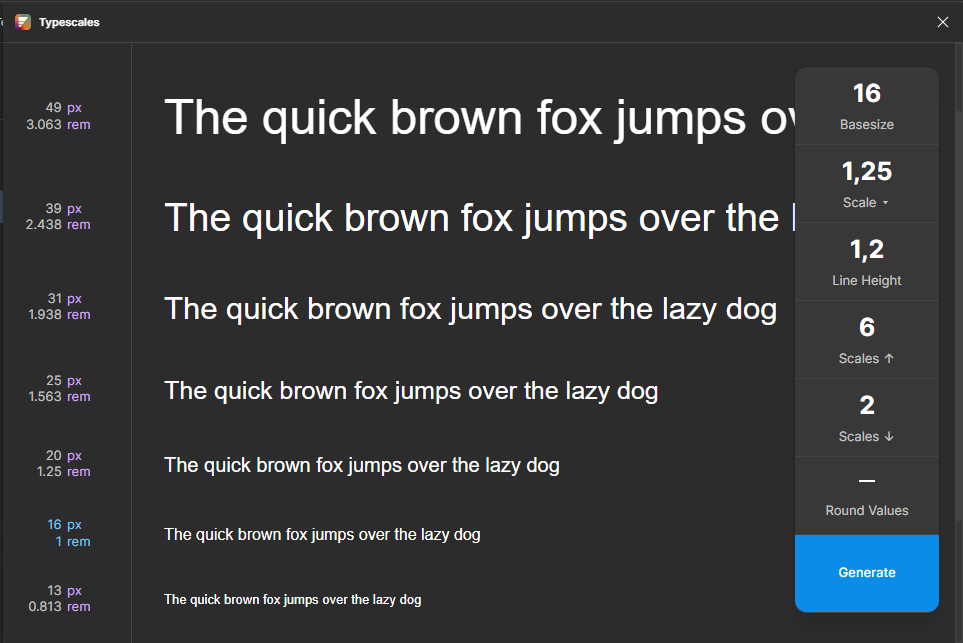 Typescales
49 px
3.063 rem
The quick brown fox jumps ov
39 px
2.438 rem
The quick brown fox jumps over the
31 px
1.938 rem
The quick brown fox jumps over the lazy dog
25 px
1.563 rem
The quick brown fox jumps over the lazy dog
20 px
1.25 rem
The quick brown fox jumps over the lazy dog
16 px
1 rem
The quick brown fox jumps over the lazy dog
13 px
0.813 rem
The quick brown fox jumps over the lazy dog
16
Basesize
1,25
Scale
1,2
Line Height
6
Scales ↑
2
Scales ↓
—
Round Values
Generate